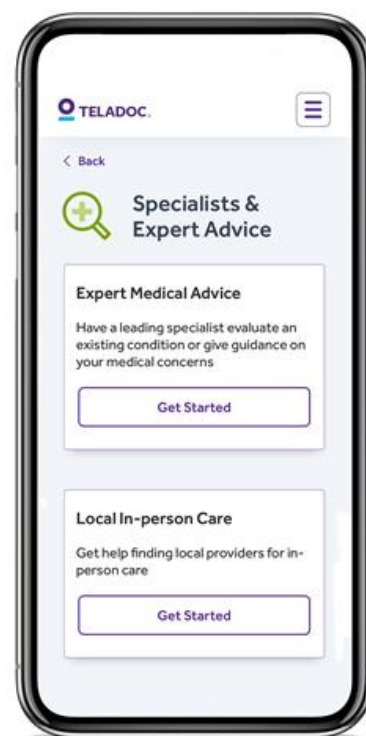 TELADOC.
< Back
Specialists &
Expert Advice
Expert Medical Advice
Have a leading specialist evaluate an
existing condition or give guidance on
your medical concerns
Get Started
Local In-person Care
Get help finding local providers for in-
person care
Get Started